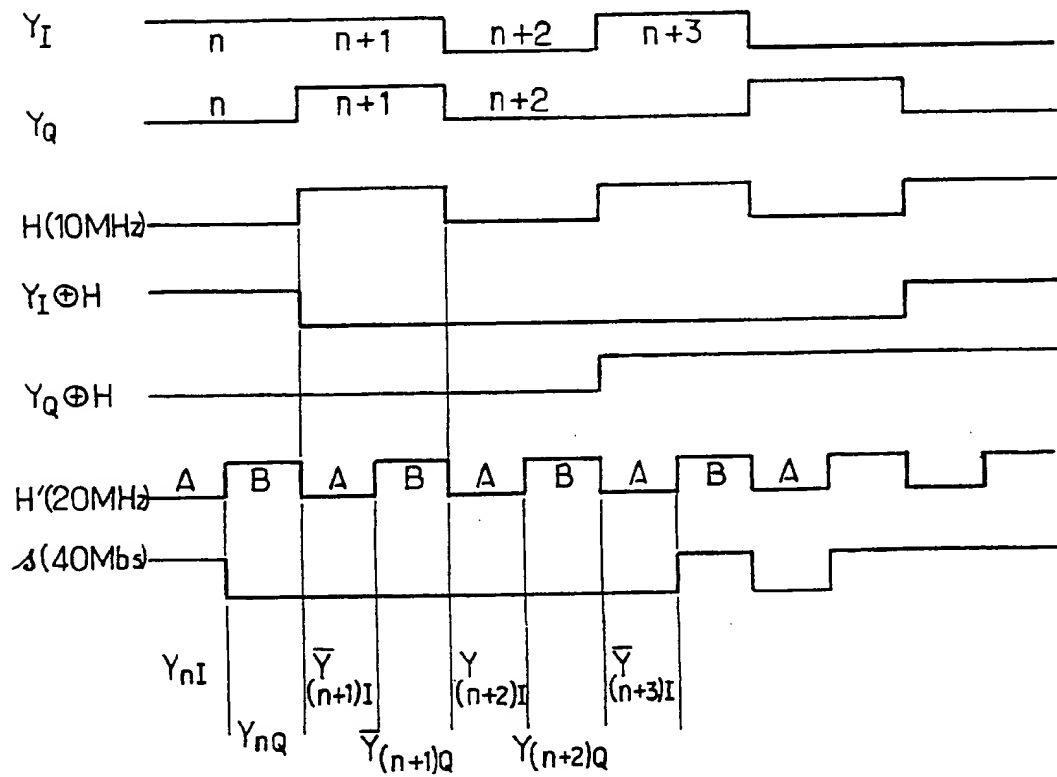 Y_I n n+1 n+2 n+3
Y_Q n n+1 n+2
H(10MHz)
Y_I ⊕ H
Y_Q ⊕ H
H'(20MHz) A B A B A B A B A
s(40Mbs)
Y_nI Ȳ_(n+1)I Y_(n+2)I Ȳ_(n+3)I
Y_nQ Ȳ_(n+1)Q Y_(n+2)Q